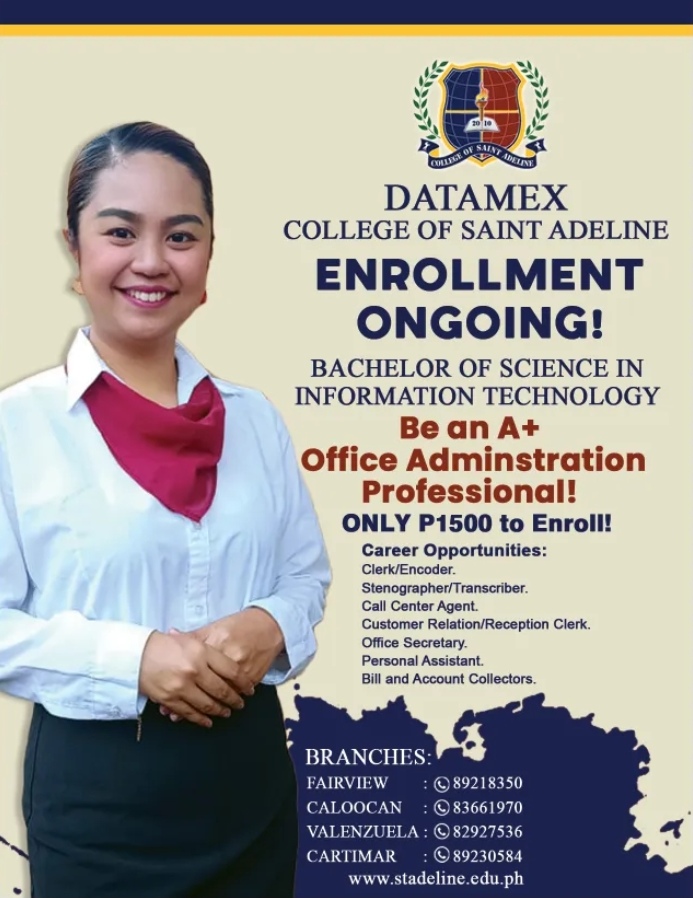 20 10
COLLEGE OF SAINT ADELINE
DATAMEX
COLLEGE OF SAINT ADELINE
ENROLLMENT
ONGOING!
BACHELOR OF SCIENCE IN
INFORMATION TECHNOLOGY
Be an A+
Office Adminstration
Professional!
ONLY P1500 to Enroll!
Career Opportunities:
Clerk/Encoder.
Stenographer/Transcriber.
Call Center Agent.
Customer Relation/Reception Clerk.
Office Secretary.
Personal Assistant.
Bill and Account Collectors.
BRANCHES:
FAIRVIEW : 89218350
CALOOCAN : 83661970
VALENZUELA : 82927536
CARTIMAR : 89230584
www.stadeline.edu.ph